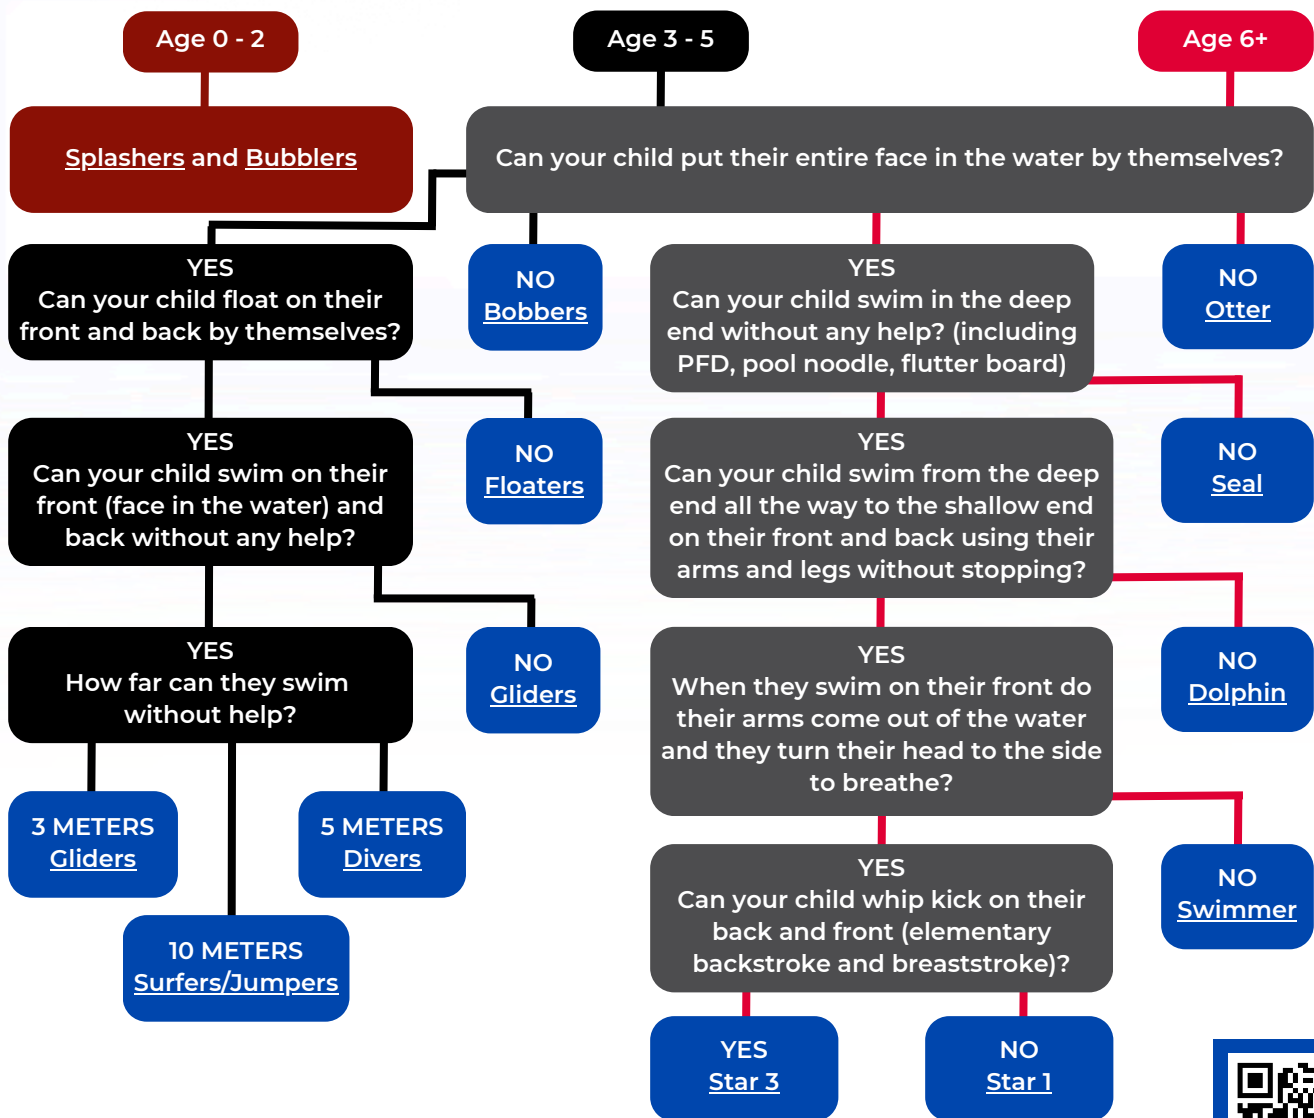 Age 0 - 2
Age 3 - 5
Age 6+
Splashers and Bubblers
Can your child put their entire face in the water by themselves?
YES
Can your child float on their
front and back by themselves?
NO
Bobbers
YES
Can your child swim in the deep
end without any help? (including
PFD, pool noodle, flutter board)
NO
Otter
YES
Can your child swim on their
front (face in the water) and
back without any help?
NO
Floaters
YES
Can your child swim from the deep
end all the way to the shallow end
on their front and back using their
arms and legs without stopping?
NO
Seal
YES
How far can they swim
without help?
NO
Gliders
YES
When they swim on their front do
their arms come out of the water
and they turn their head to the side
to breathe?
NO
Dolphin
3 METERS
Gliders
5 METERS
Divers
10 METERS
Surfers/Jumpers
YES
Can your child whip kick on their
back and front (elementary
backstroke and breaststroke)?
NO
Swimmer
YES
Star 3
NO
Star 1